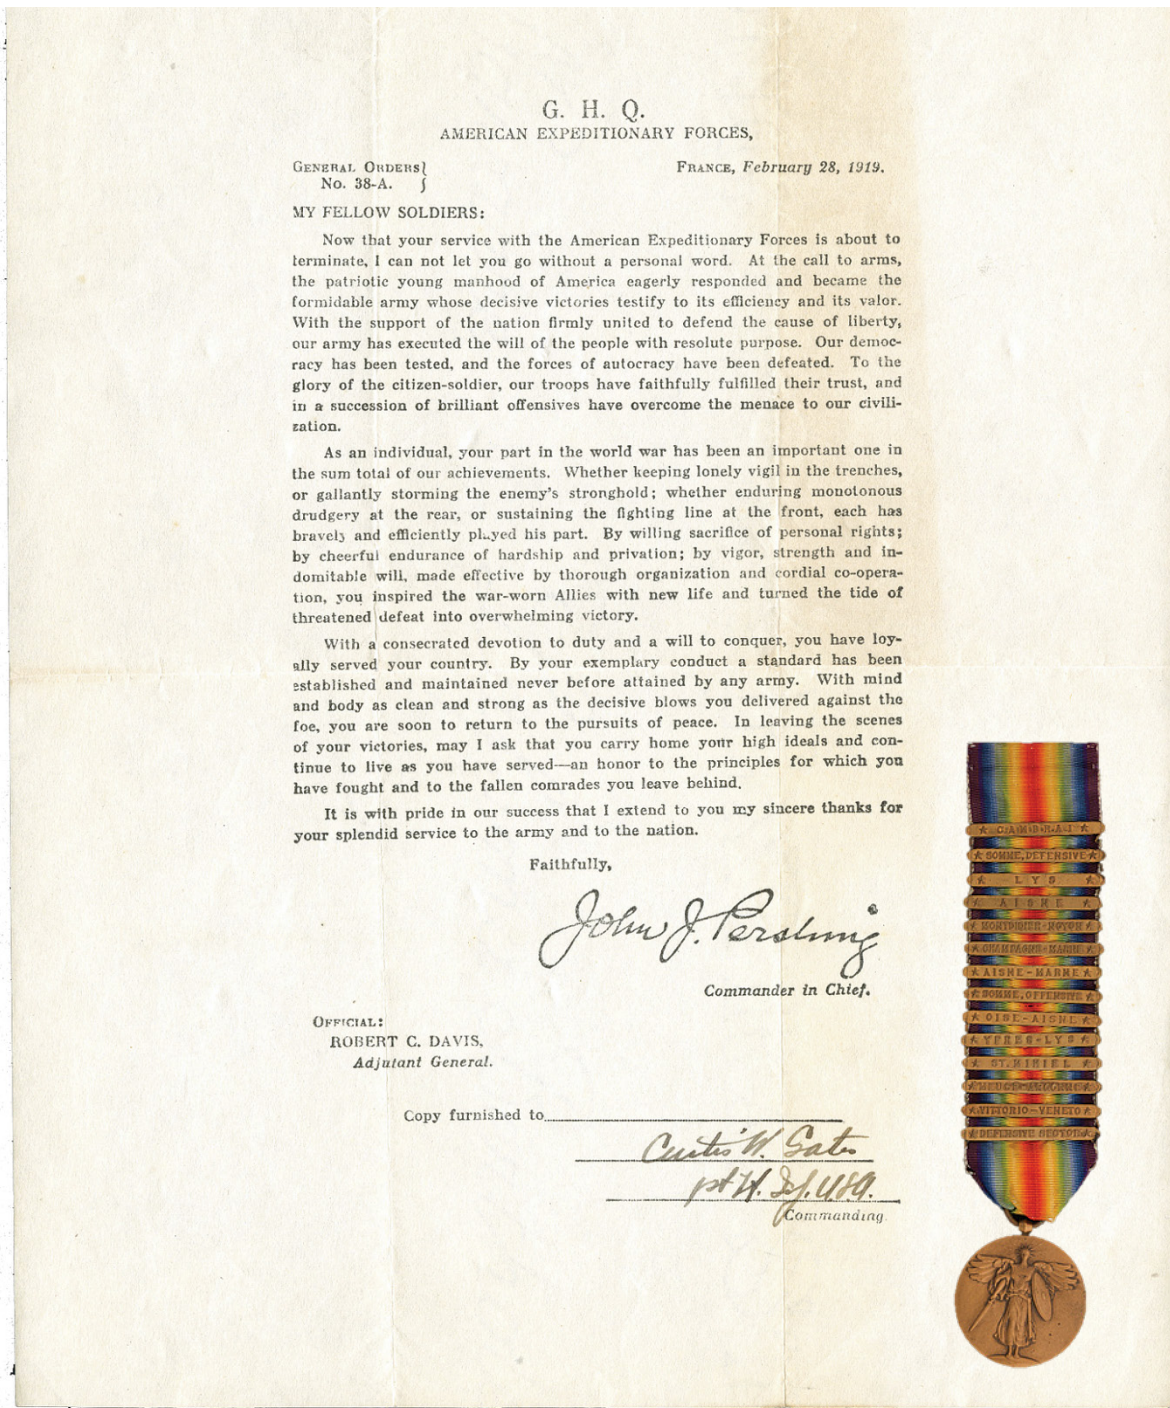 G. H. Q.
AMERICAN EXPEDITIONARY FORCES,
GENERAL ORDERS}
No. 38-A. }
FRANCE, February 28, 1919.
MY FELLOW SOLDIERS:
Now that your service with the American Expeditionary Forces is about to
terminate, I can not let you go without a personal word. At the call to arms,
the patriotic young manhood of America eagerly responded and became the
formidable army whose decisive victories testify to its efficiency and its valor.
With the support of the nation firmly united to defend the cause of liberty,
our army has executed the will of the people with resolute purpose. Our democ-
racy has been tested, and the forces of autocracy have been defeated. To the
glory of the citizen-soldier, our troops have faithfully fulfilled their trust, and
in a succession of brilliant offensives have overcome the menace to our civili-
zation.
As an individual, your part in the world war has been an important one in
the sum total of our achievements. Whether keeping lonely vigil in the trenches,
or gallantly storming the enemy's stronghold; whether enduring monotonous
drudgery at the rear, or sustaining the fighting line at the front, each has
bravely and efficiently played his part. By willing sacrifice of personal rights;
by cheerful endurance of hardship and privation; by vigor, strength and in-
domitable will, made effective by thorough organization and cordial co-opera-
tion, you inspired the war-worn Allies with new life and turned the tide of
threatened defeat into overwhelming victory.
With a consecrated devotion to duty and a will to conquer, you have loy-
ally served your country. By your exemplary conduct a standard has been
established and maintained never before attained by any army. With mind
and body as clean and strong as the decisive blows you delivered against the
foe, you are soon to return to the pursuits of peace. In leaving the scenes
of your victories, may I ask that you carry home your high ideals and con-
tinue to live as you have served—an honor to the principles for which you
have fought and to the fallen comrades you leave behind.
It is with pride in our success that I extend to you my sincere thanks for
your splendid service to the army and to the nation.
Faithfully,
John J. Pershing
Commander in Chief.
OFFICIAL:
ROBERT C. DAVIS,
Adjutant General.
Copy furnished to
Curtis W. Gates
Inf. USA.
Commanding
CAMBRAI
SOMME, DEFENSIVE
LYS
AISNE
MONTDIDIER-NOYON
CHAMPAGNE-MARNE
AISNE-MARNE
SOMME, OFFENSIVE
OISE-AISNE
YPRES-LYS
ST. MIHIEL
MEUSE-ARGONNE
VITTORIO-VENETO
DEFENSIVE SECTOR